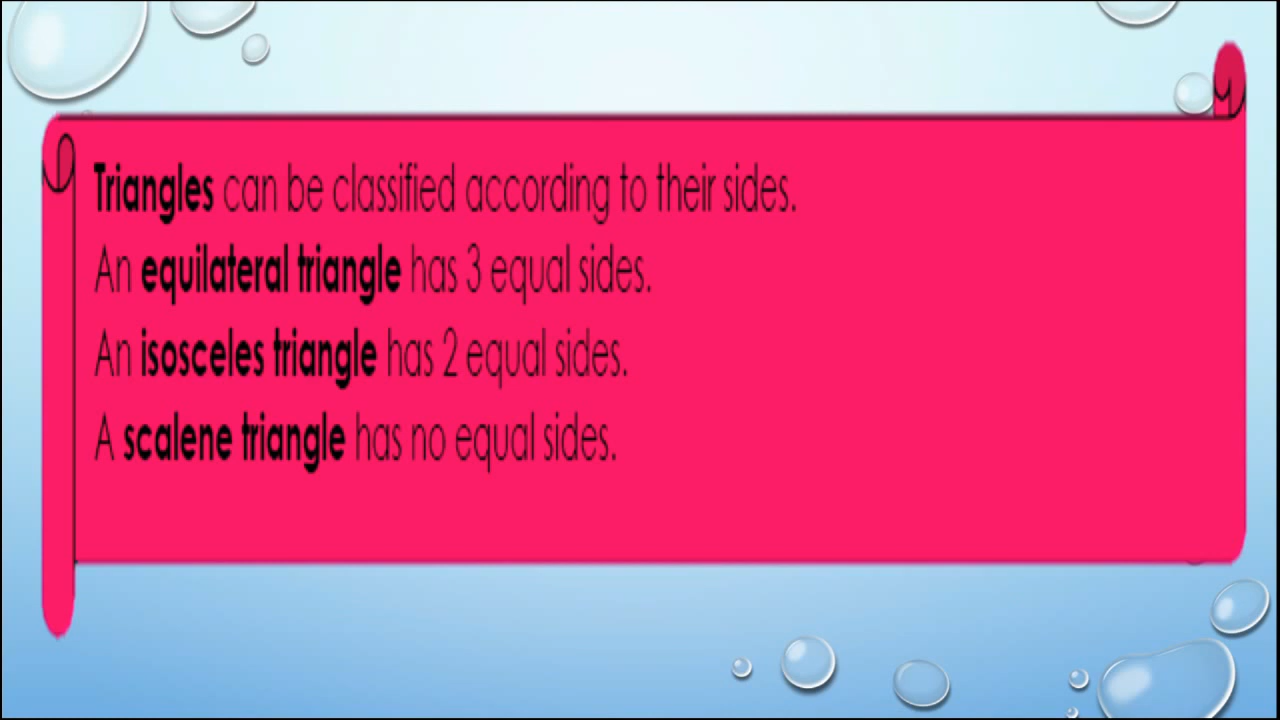 Triangles can be classified according to their sides.
An equilateral triangle has 3 equal sides.
An isosceles triangle has 2 equal sides.
A scalene triangle has no equal sides.